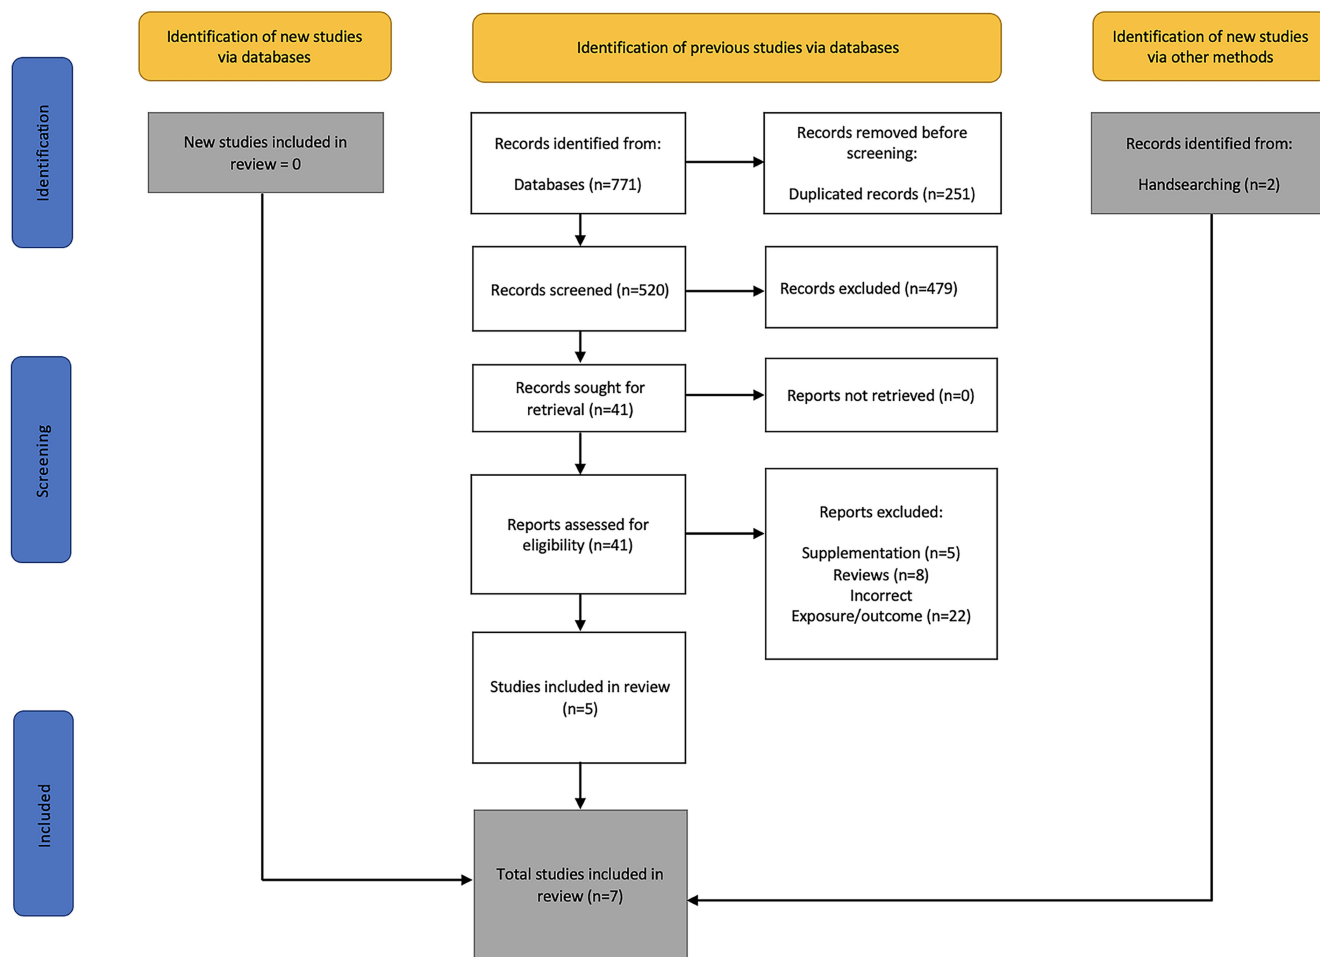 Identification of new studies
via databases
Identification of previous studies via databases
Identification of new studies
via other methods
Identification
New studies included in
review = 0
Records identified from:
Databases (n=771)
Records removed before
screening:
Duplicated records (n=251)
Records identified from:
Handsearching (n=2)
Records screened (n=520)
Records excluded (n=479)
Screening
Records sought for
retrieval (n=41)
Reports not retrieved (n=0)
Reports assessed for
eligibility (n=41)
Reports excluded:
Supplementation (n=5)
Reviews (n=8)
Incorrect
Exposure/outcome (n=22)
Studies included in review
(n=5)
Included
Total studies included in
review (n=7)